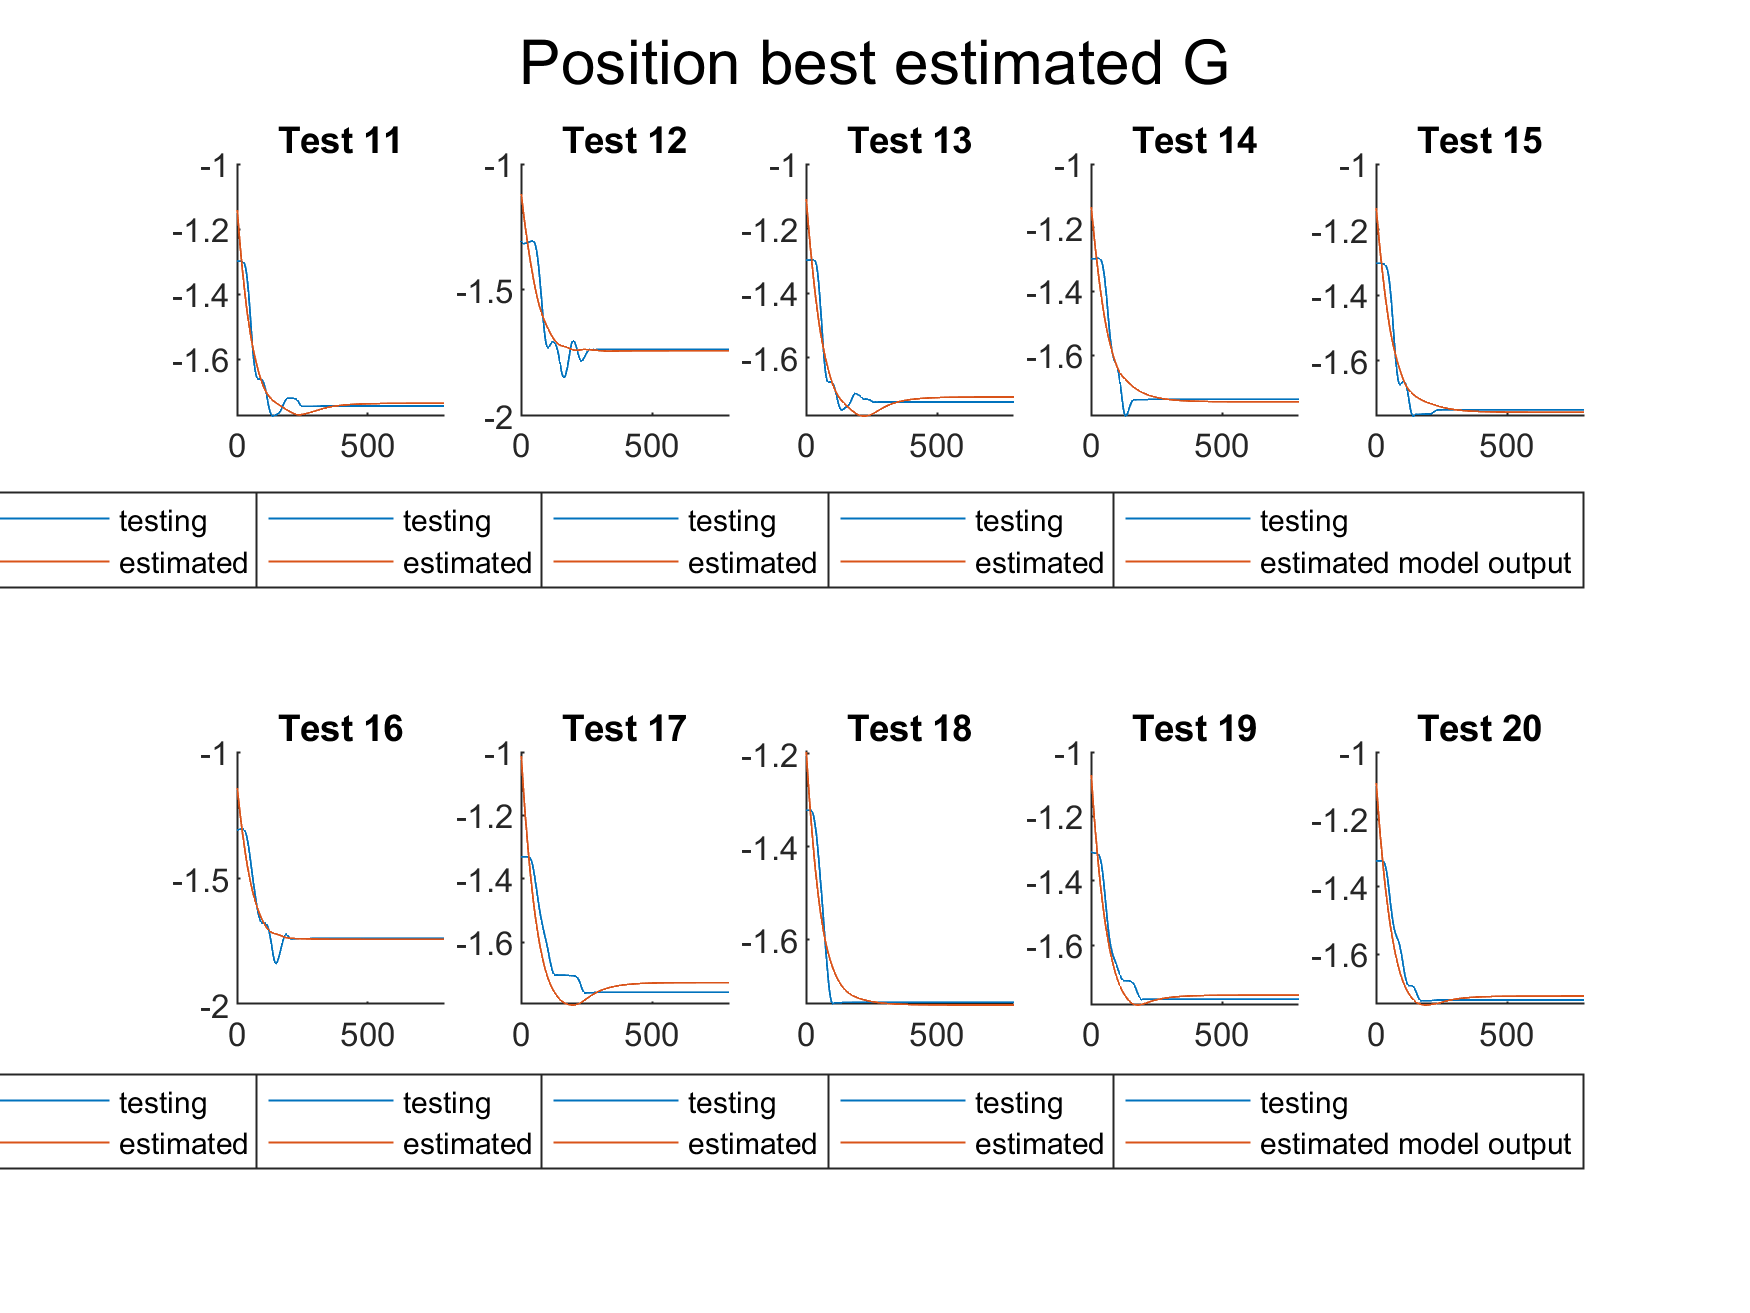 Position best estimated G
Test 11 Test 12 Test 13 Test 14 Test 15
-1 -1 -1 -1 -1
-1.2 -1.2 -1.2 -1.2
-1.4 -1.5 -1.4 -1.4 -1.4
-1.6 -1.6 -1.6 -1.6
-2
0 500 0 500 0 500 0 500 0 500
testing testing testing testing testing
estimated estimated estimated estimated estimated model output
Test 16 Test 17 Test 18 Test 19 Test 20
-1 -1 -1.2 -1 -1
-1.2 -1.2 -1.2
-1.5 -1.4 -1.4 -1.4 -1.4
-1.6 -1.6 -1.6 -1.6
-2
0 500 0 500 0 500 0 500 0 500
testing testing testing testing testing
estimated estimated estimated estimated estimated model output